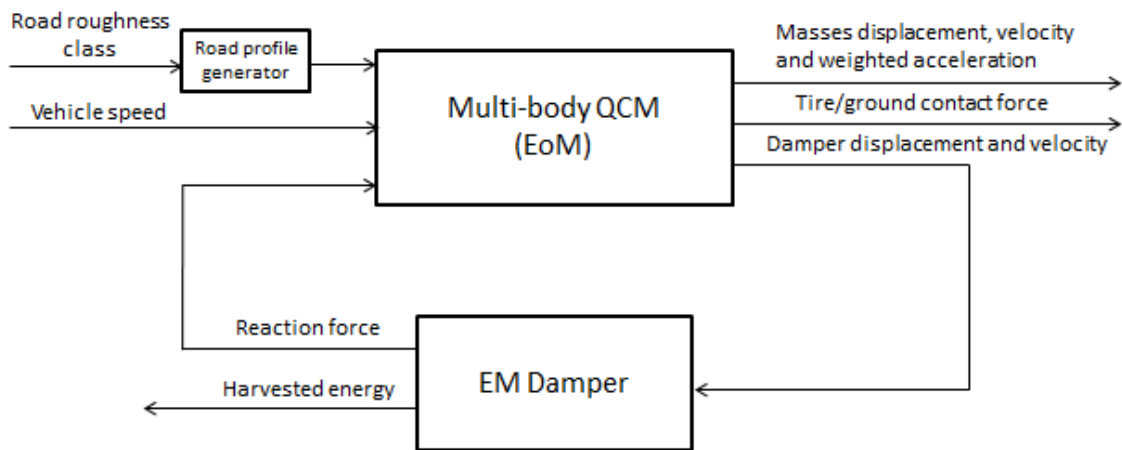 Road roughness
class
Road profile
generator
Vehicle speed
Multi-body QCM
(EoM)
Masses displacement, velocity
and weighted acceleration
Tire/ground contact force
Damper displacement and velocity
Reaction force
Harvested energy
EM Damper